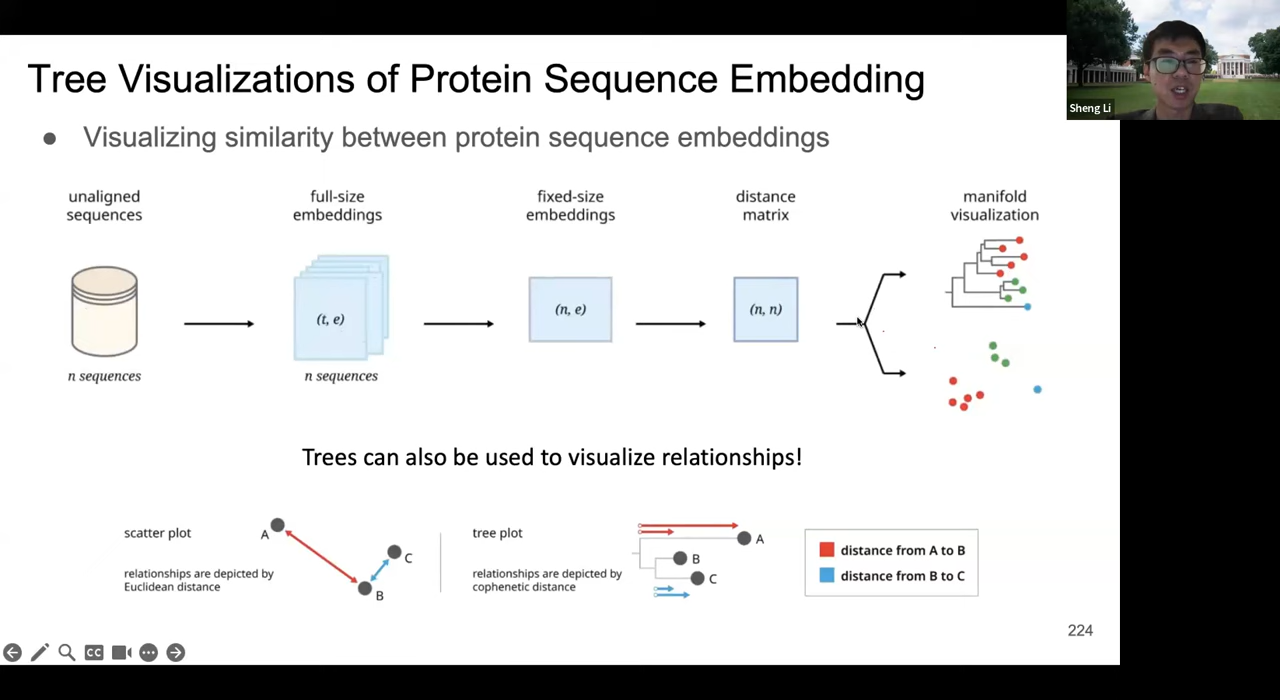 Tree Visualizations of Protein Sequence Embedding
Sheng Li
● Visualizing similarity between protein sequence embeddings
unaligned
sequences
full-size
embeddings
fixed-size
embeddings
distance
matrix
manifold
visualization
(t, e)
(n, e)
(n, n)
n sequences
n sequences
Trees can also be used to visualize relationships!
scatter plot
relationships are depicted by
Euclidean distance
A
B
C
tree plot
relationships are depicted by
cophenetic distance
A
B
C
distance from A to B
distance from B to C
224
CC